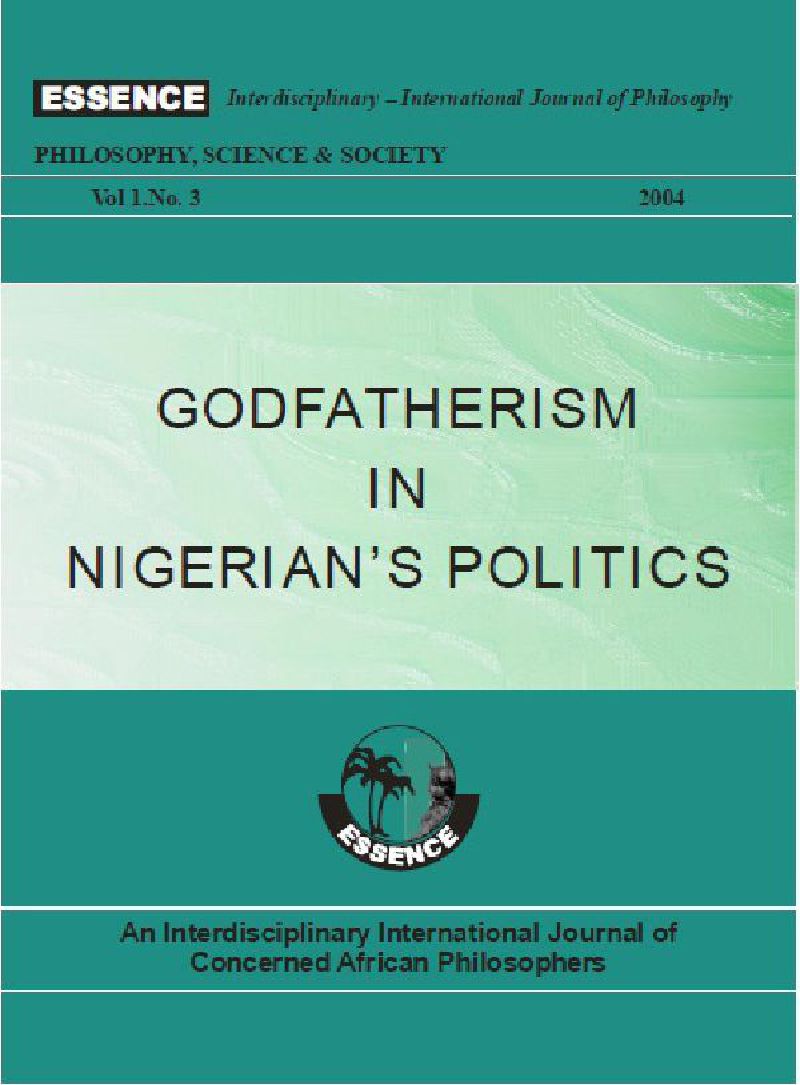 ESSENCE Interdisciplinary – International Journal of Philosophy
PHILOSOPHY, SCIENCE & SOCIETY
Vol 1.No. 3 2004
GODFATHERISM
IN
NIGERIAN’S POLITICS
ESSENCE
An Interdisciplinary International Journal of
Concerned African Philosophers